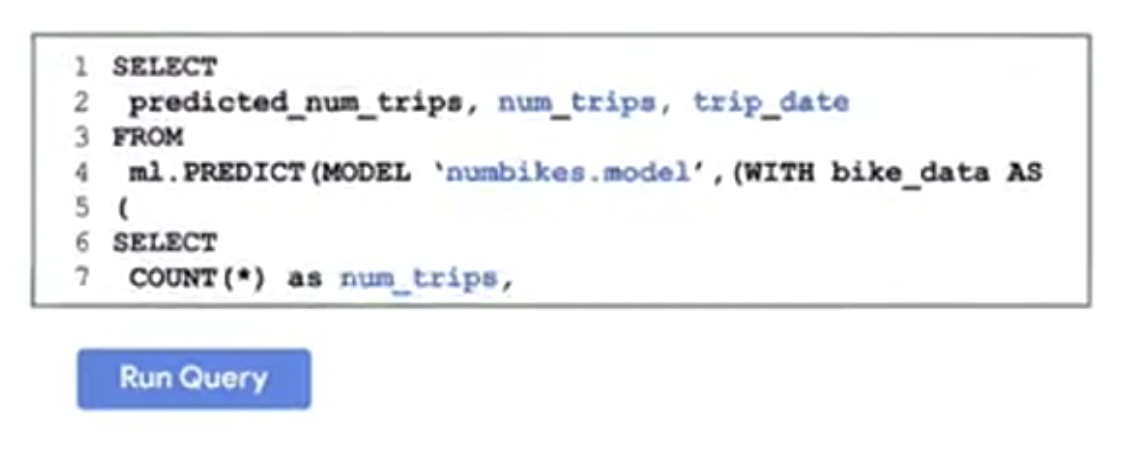 1 SELECT
2 predicted_num_trips, num_trips, trip_date
3 FROM
4 ml.PREDICT(MODEL ‘numbikes.model’,(WITH bike_data AS
5 (
6 SELECT
7 COUNT(*) as num_trips,
Run Query